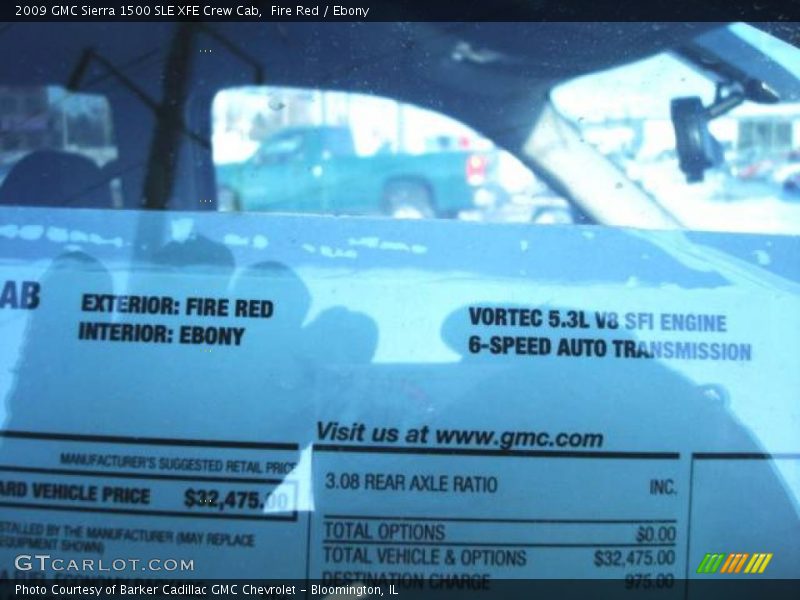 2009 GMC Sierra 1500 SLE XFE Crew Cab,  Fire Red / Ebony
AB
EXTERIOR: FIRE RED
INTERIOR: EBONY
VORTEC 5.3L V8 SFI ENGINE
6-SPEED AUTO TRANSMISSION
Visit us at www.gmc.com
MANUFACTURER'S SUGGESTED RETAIL PRICE
ARD VEHICLE PRICE $32,475.00
STALLED BY THE MANUFACTURER (MAY REPLACE
EQUIPMENT SHOWN)
3.08 REAR AXLE RATIO INC.
TOTAL OPTIONS $0.00
TOTAL VEHICLE & OPTIONS $32,475.00
DESTINATION CHARGE 975.00
GTCARLOT.COM
Photo Courtesy of Barker Cadillac GMC Chevrolet - Bloomington, IL